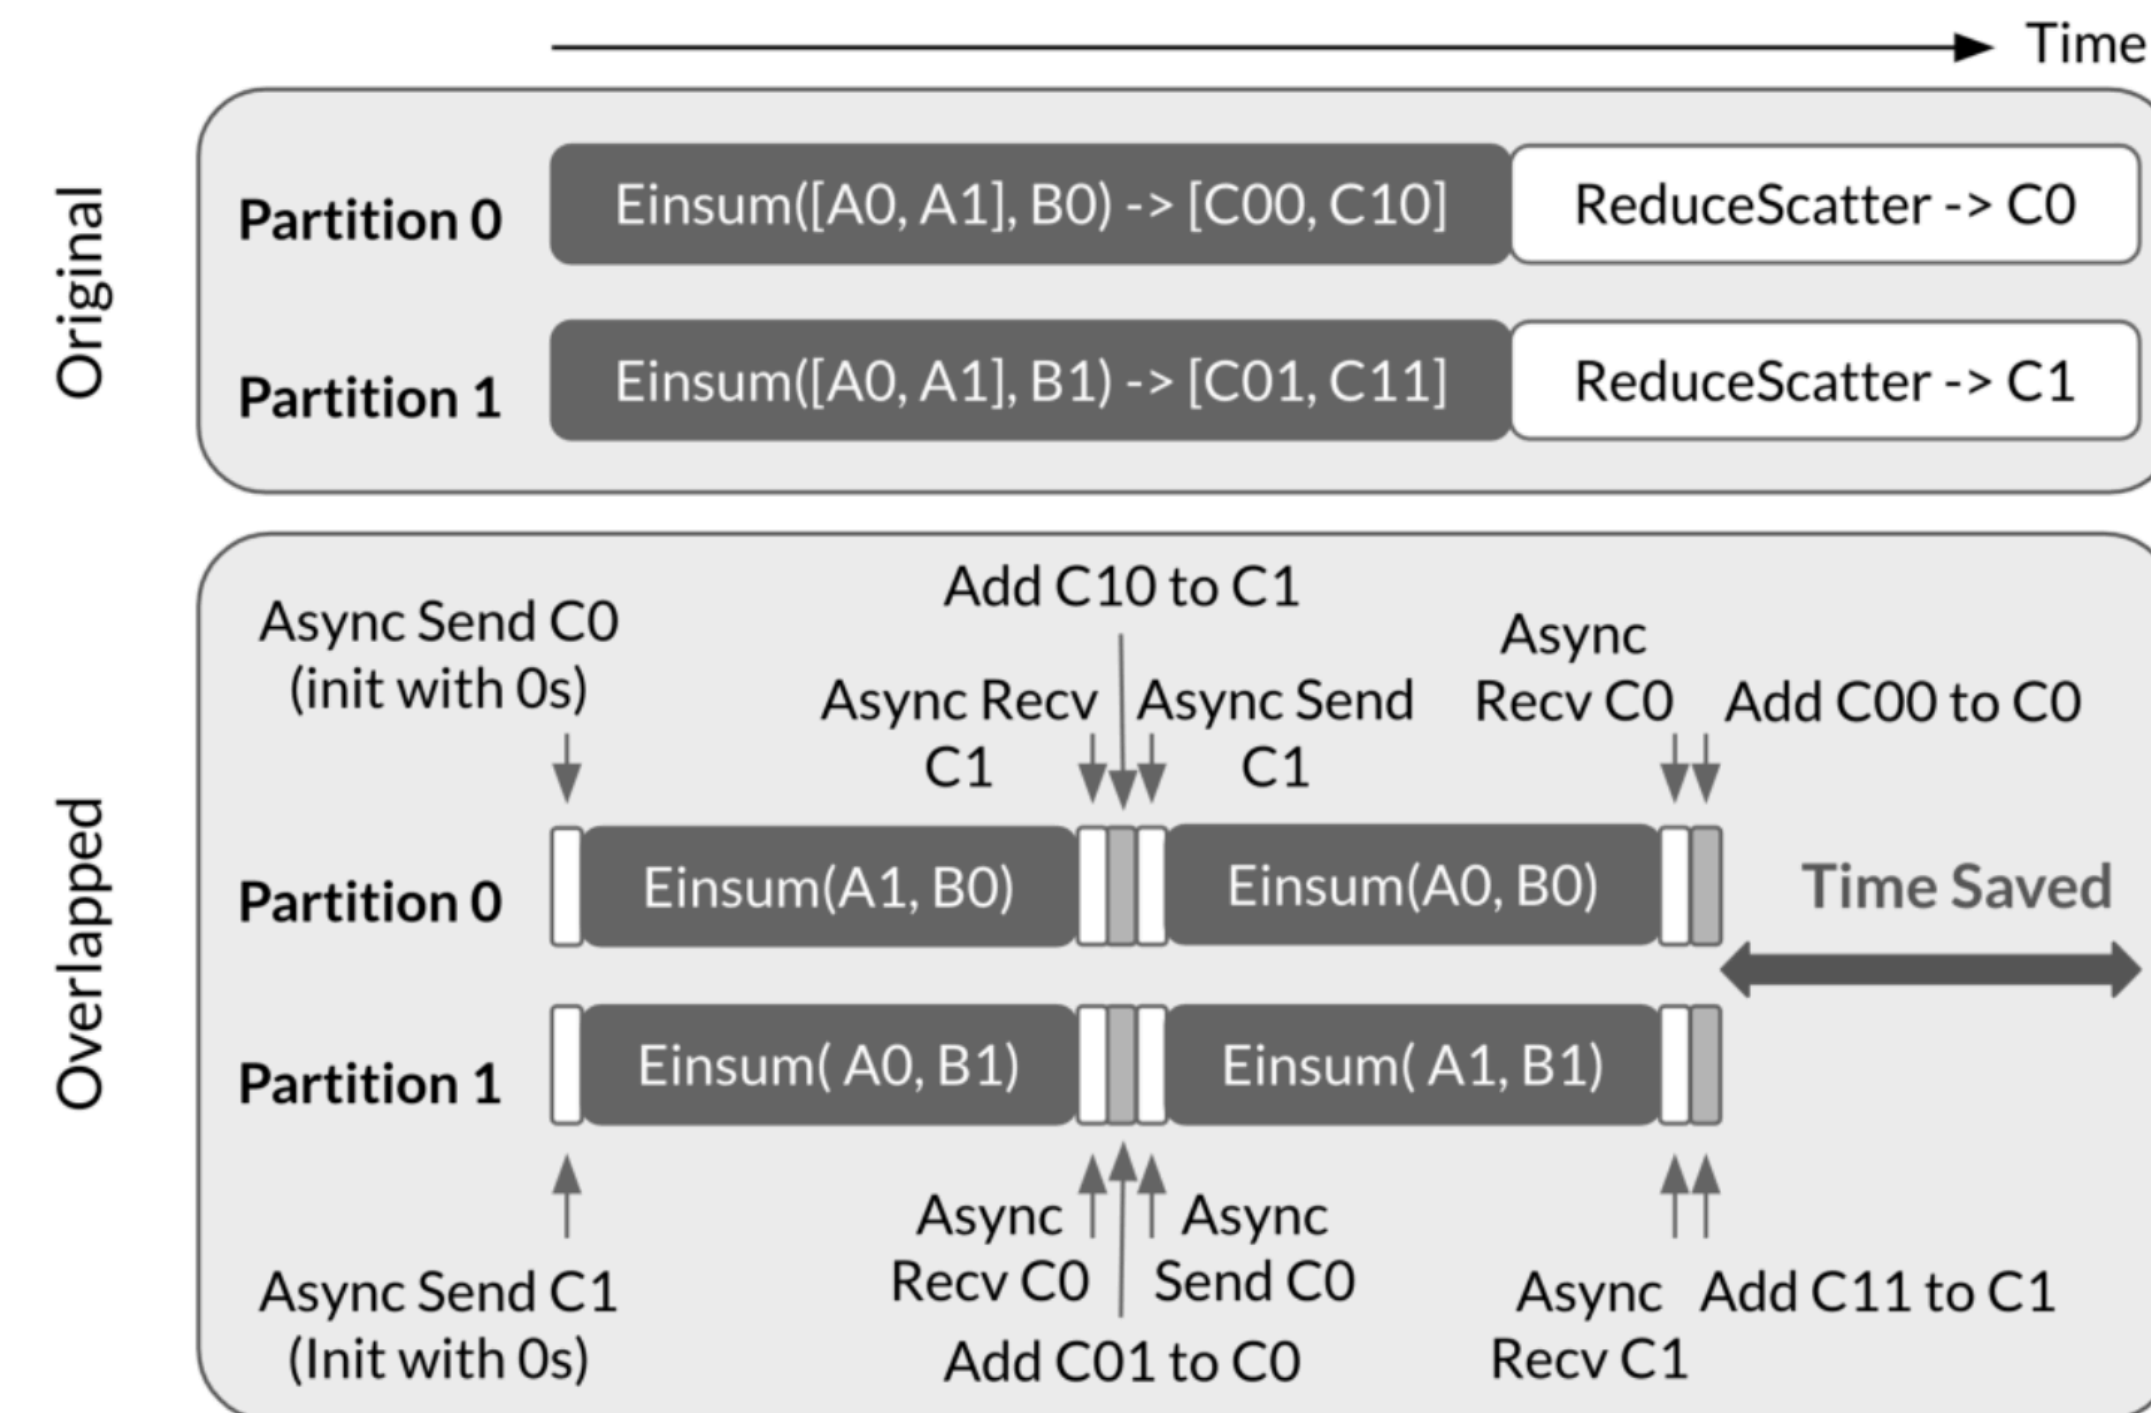 Time
Original
Partition 0
Einsum([A0, A1], B0) -> [C00, C10]
ReduceScatter -> C0
Partition 1
Einsum([A0, A1], B1) -> [C01, C11]
ReduceScatter -> C1
Overlapped
Async Send C0
(init with 0s)
Add C10 to C1
Async Recv
C1
Async Send
C1
Async
Recv C0
Add C00 to C0
Partition 0
Einsum(A1, B0)
Einsum(A0, B0)
Time Saved
Partition 1
Einsum( A0, B1)
Einsum( A1, B1)
Async Send C1
(Init with 0s)
Async
Recv C0
Async
Send C0
Add C01 to C0
Async
Recv C1
Add C11 to C1